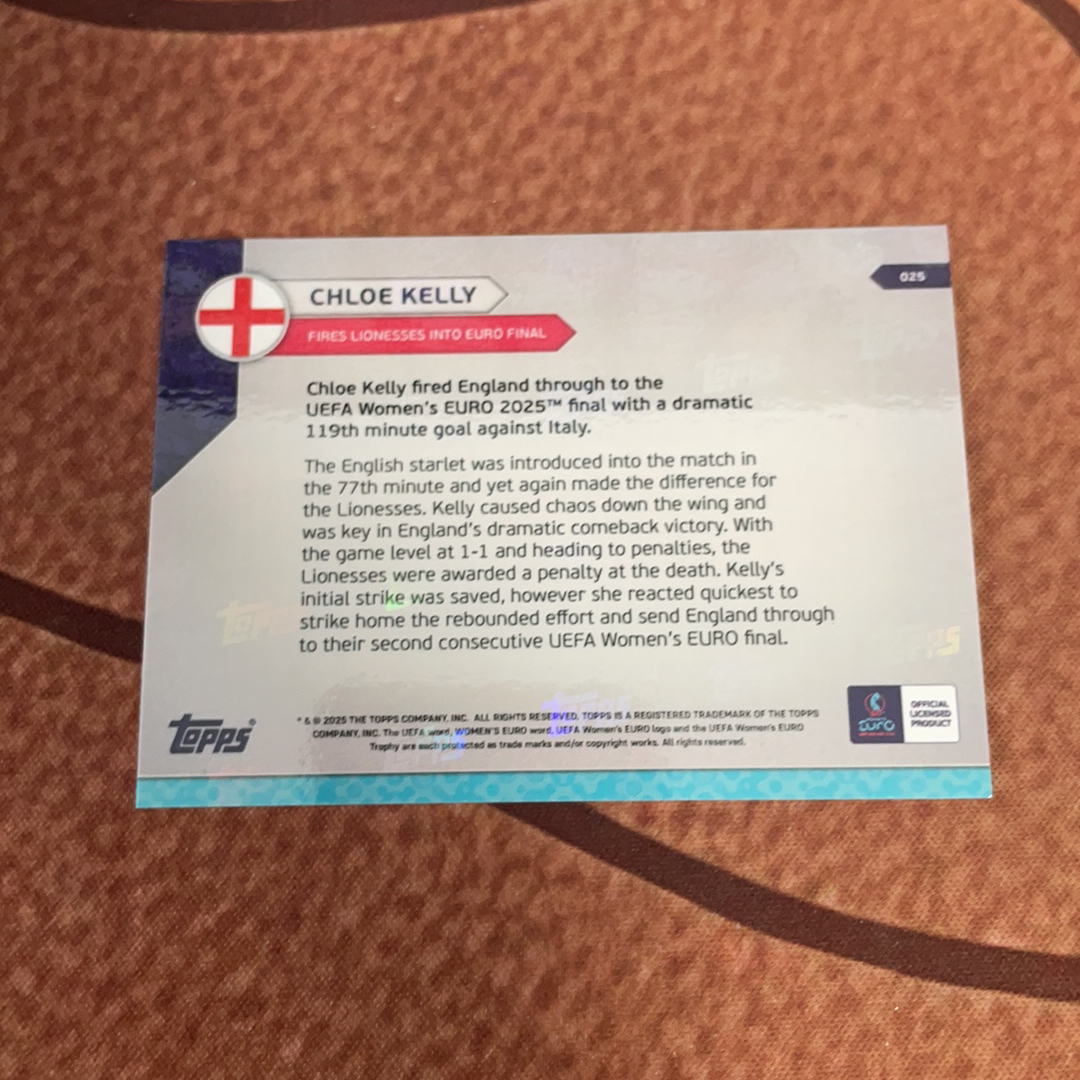 025
CHLOE KELLY
FIRES LIONESSES INTO EURO FINAL
Chloe Kelly fired England through to the
UEFA Women's EURO 2025™ final with a dramatic
119th minute goal against Italy.
The English starlet was introduced into the match in
the 77th minute and yet again made the difference for
the Lionesses. Kelly caused chaos down the wing and
was key in England's dramatic comeback victory. With
the game level at 1-1 and heading to penalties, the
Lionesses were awarded a penalty at the death. Kelly's
initial strike was saved, however she reacted quickest to
strike home the rebounded effort and send England through
to their second consecutive UEFA Women's EURO final.
topps
® & © 2025 THE TOPPS COMPANY, INC. ALL RIGHTS RESERVED. TOPPS IS A REGISTERED TRADEMARK OF THE TOPPS
COMPANY, INC. The UEFA word, WOMEN'S EURO word, UEFA Women's EURO logo and the UEFA Women's EURO
Trophy are each protected as trade marks and/or copyright works. All rights reserved.
EURO
OFFICIAL
LICENSED
PRODUCT